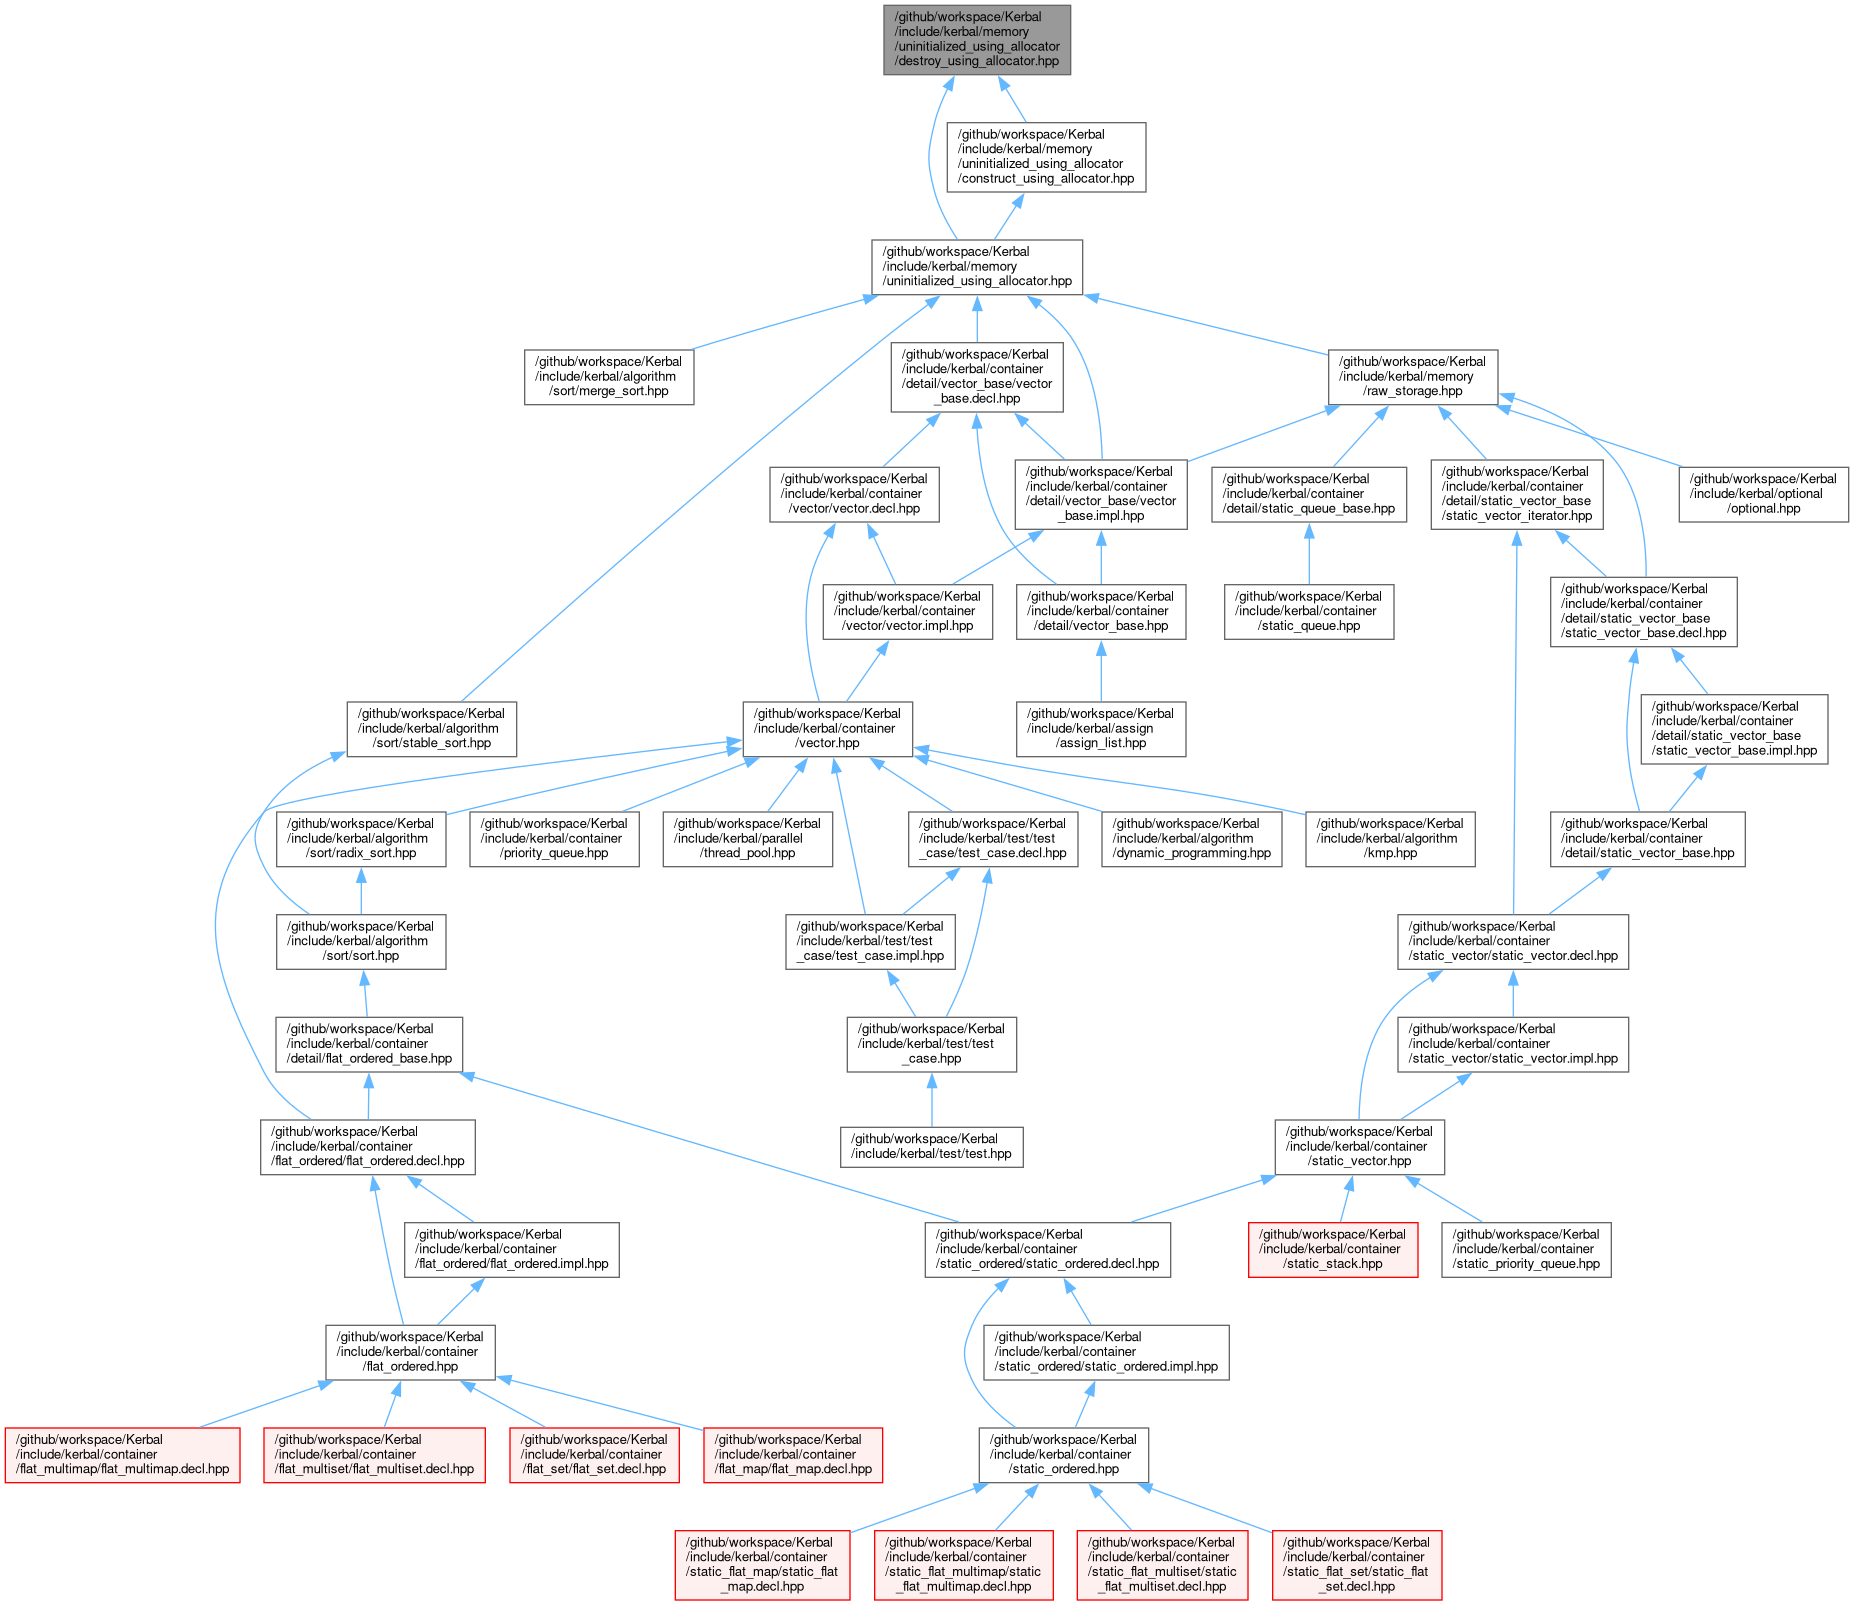 /github/workspace/Kerbal
/include/kerbal/memory
/uninitialized_using_allocator
/destroy_using_allocator.hpp
/github/workspace/Kerbal
/include/kerbal/memory
/uninitialized_using_allocator
/construct_using_allocator.hpp
/github/workspace/Kerbal
/include/kerbal/memory
/uninitialized_using_allocator.hpp
/github/workspace/Kerbal
/include/kerbal/algorithm
/sort/merge_sort.hpp
/github/workspace/Kerbal
/include/kerbal/container
/detail/vector_base/vector
_base.decl.hpp
/github/workspace/Kerbal
/include/kerbal/memory
/raw_storage.hpp
/github/workspace/Kerbal
/include/kerbal/container
/vector/vector.decl.hpp
/github/workspace/Kerbal
/include/kerbal/container
/detail/vector_base/vector
_base.impl.hpp
/github/workspace/Kerbal
/include/kerbal/container
/detail/static_queue_base.hpp
/github/workspace/Kerbal
/include/kerbal/container
/detail/static_vector_base
/static_vector_iterator.hpp
/github/workspace/Kerbal
/include/kerbal/optional
/optional.hpp
/github/workspace/Kerbal
/include/kerbal/container
/vector/vector.impl.hpp
/github/workspace/Kerbal
/include/kerbal/container
/detail/vector_base.hpp
/github/workspace/Kerbal
/include/kerbal/container
/static_queue.hpp
/github/workspace/Kerbal
/include/kerbal/container
/detail/static_vector_base
/static_vector_base.decl.hpp
/github/workspace/Kerbal
/include/kerbal/algorithm
/sort/stable_sort.hpp
/github/workspace/Kerbal
/include/kerbal/container
/vector.hpp
/github/workspace/Kerbal
/include/kerbal/assign
/assign_list.hpp
/github/workspace/Kerbal
/include/kerbal/container
/detail/static_vector_base
/static_vector_base.impl.hpp
/github/workspace/Kerbal
/include/kerbal/algorithm
/sort/radix_sort.hpp
/github/workspace/Kerbal
/include/kerbal/container
/priority_queue.hpp
/github/workspace/Kerbal
/include/kerbal/parallel
/thread_pool.hpp
/github/workspace/Kerbal
/include/kerbal/test/test
_case/test_case.decl.hpp
/github/workspace/Kerbal
/include/kerbal/algorithm
/dynamic_programming.hpp
/github/workspace/Kerbal
/include/kerbal/algorithm
/kmp.hpp
/github/workspace/Kerbal
/include/kerbal/container
/detail/static_vector_base.hpp
/github/workspace/Kerbal
/include/kerbal/algorithm
/sort/sort.hpp
/github/workspace/Kerbal
/include/kerbal/test/test
_case/test_case.impl.hpp
/github/workspace/Kerbal
/include/kerbal/container
/static_vector/static_vector.decl.hpp
/github/workspace/Kerbal
/include/kerbal/container
/detail/flat_ordered_base.hpp
/github/workspace/Kerbal
/include/kerbal/test/test
_case.hpp
/github/workspace/Kerbal
/include/kerbal/container
/static_vector/static_vector.impl.hpp
/github/workspace/Kerbal
/include/kerbal/container
/flat_ordered/flat_ordered.decl.hpp
/github/workspace/Kerbal
/include/kerbal/test/test.hpp
/github/workspace/Kerbal
/include/kerbal/container
/static_vector.hpp
/github/workspace/Kerbal
/include/kerbal/container
/flat_ordered/flat_ordered.impl.hpp
/github/workspace/Kerbal
/include/kerbal/container
/static_ordered/static_ordered.decl.hpp
/github/workspace/Kerbal
/include/kerbal/container
/static_stack.hpp
/github/workspace/Kerbal
/include/kerbal/container
/static_priority_queue.hpp
/github/workspace/Kerbal
/include/kerbal/container
/flat_ordered.hpp
/github/workspace/Kerbal
/include/kerbal/container
/static_ordered/static_ordered.impl.hpp
/github/workspace/Kerbal
/include/kerbal/container
/flat_multimap/flat_multimap.decl.hpp
/github/workspace/Kerbal
/include/kerbal/container
/flat_multiset/flat_multiset.decl.hpp
/github/workspace/Kerbal
/include/kerbal/container
/flat_set/flat_set.decl.hpp
/github/workspace/Kerbal
/include/kerbal/container
/flat_map/flat_map.decl.hpp
/github/workspace/Kerbal
/include/kerbal/container
/static_ordered.hpp
/github/workspace/Kerbal
/include/kerbal/container
/static_flat_map/static_flat
_map.decl.hpp
/github/workspace/Kerbal
/include/kerbal/container
/static_flat_multimap/static
_flat_multimap.decl.hpp
/github/workspace/Kerbal
/include/kerbal/container
/static_flat_multiset/static
_flat_multiset.decl.hpp
/github/workspace/Kerbal
/include/kerbal/container
/static_flat_set/static_flat
_set.decl.hpp